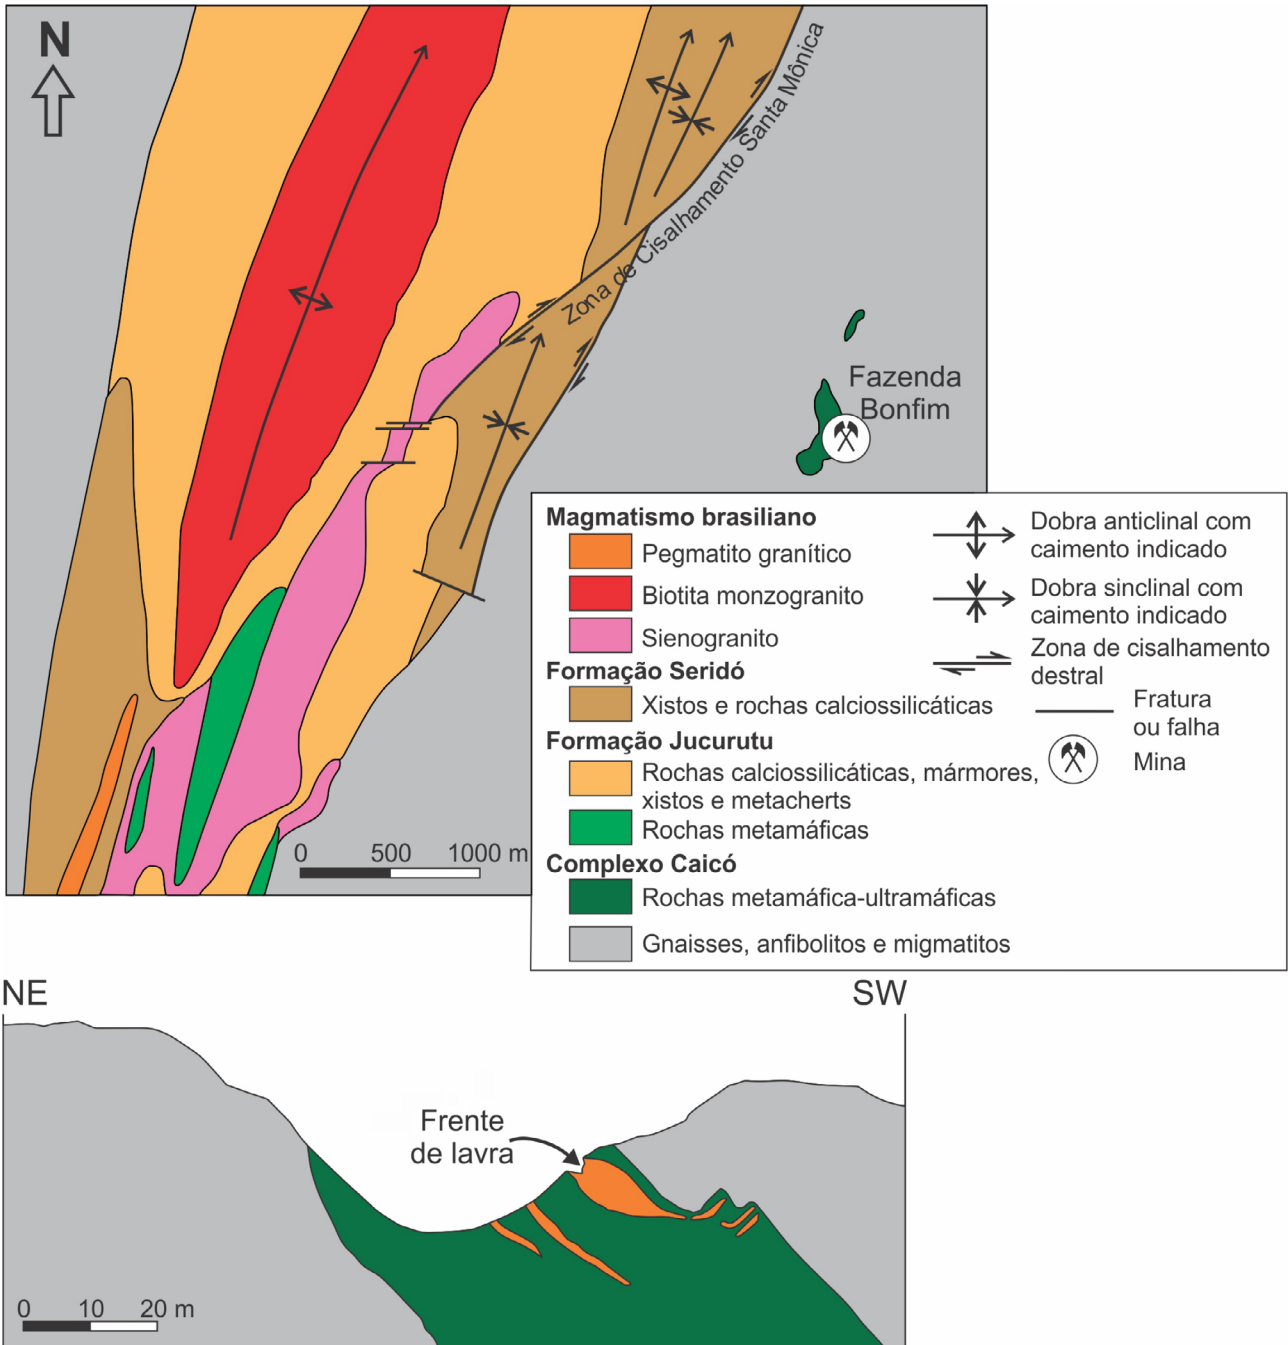 N
Zona de Cisalhamento Santa Mônica
Fazenda
Bonfim
0 500 1000 m
Magmatismo brasiliano
Pegmatito granítico
Biotita monzogranito
Sienogranito
Formação Seridó
Xistos e rochas calciossilicáticas
Formação Jucurutu
Rochas calciossilicáticas, mármores,
xistos e metacherts
Rochas metamáficas
Complexo Caicó
Rochas metamáfica-ultramáficas
Gnaisses, anfibolitos e migmatitos
Dobra anticlinal com
caimento indicado
Dobra sinclinal com
caimento indicado
Zona de cisalhamento
destral
Fratura
ou falha
Mina
NE
SW
Frente
de lavra
0 10 20 m